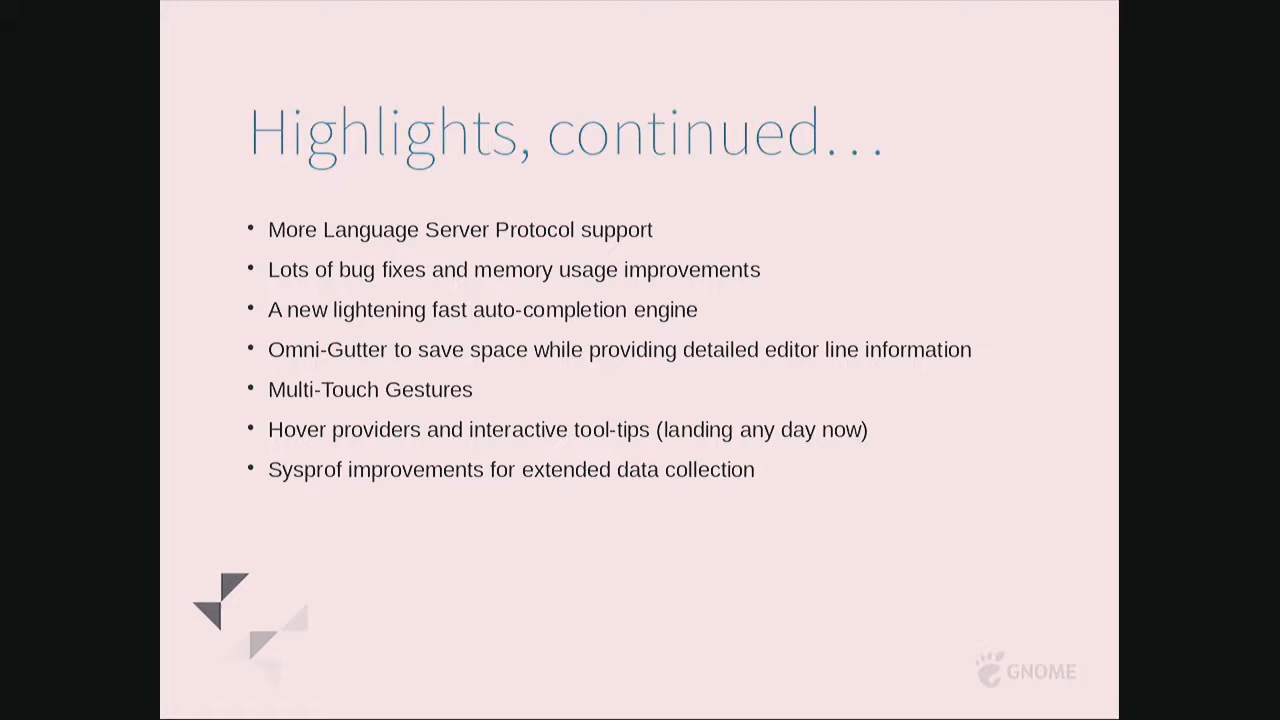 Highlights, continued…
• More Language Server Protocol support
• Lots of bug fixes and memory usage improvements
• A new lightening fast auto-completion engine
• Omni-Gutter to save space while providing detailed editor line information
• Multi-Touch Gestures
• Hover providers and interactive tool-tips (landing any day now)
• Sysprof improvements for extended data collection
GNOME